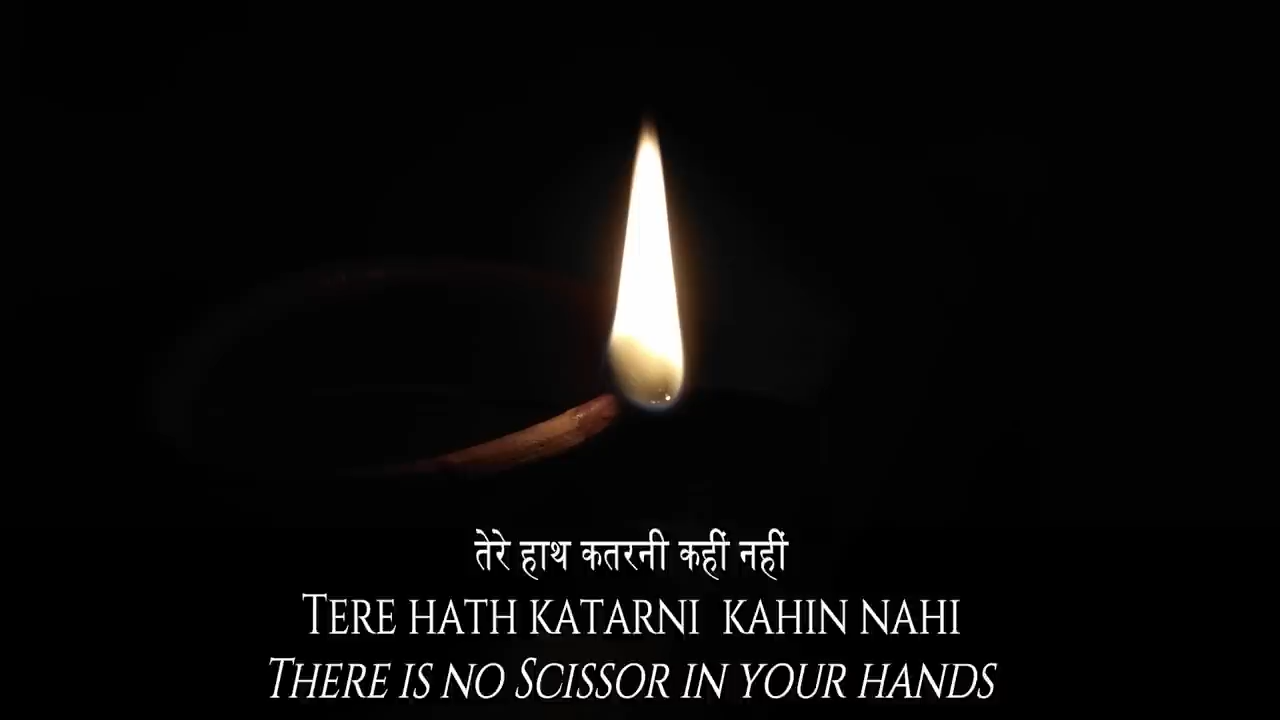 तेरे हाथ कतरनी कहीं नहीं
TERE HATH KATARNI KAHIN NAHI
THERE IS NO SCISSOR IN YOUR HANDS